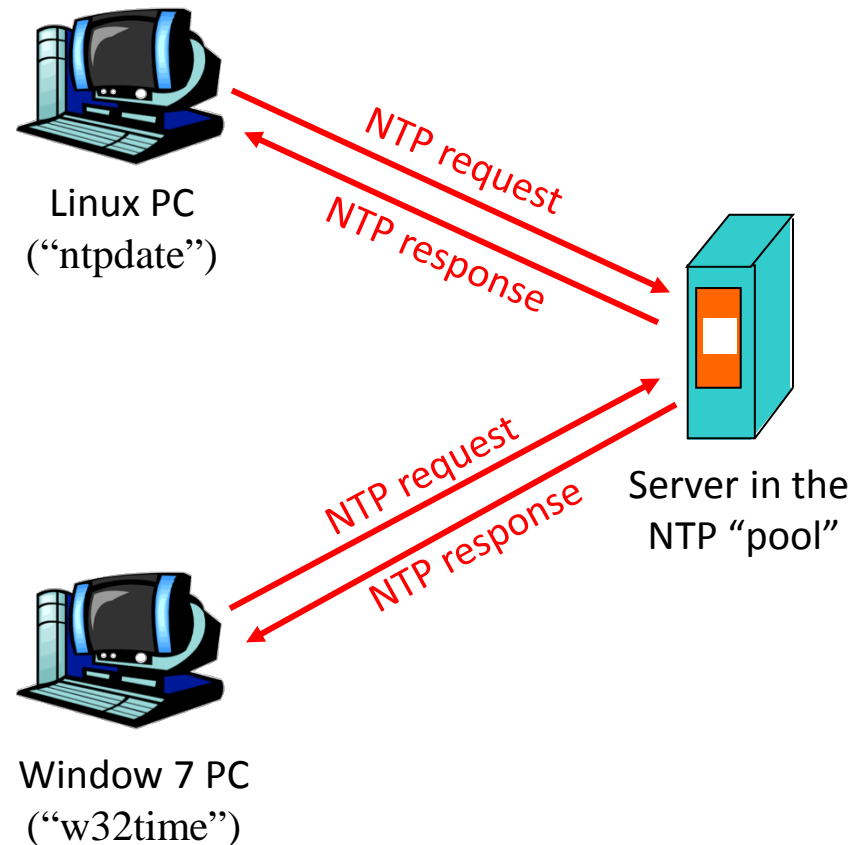 NTP request
NTP response
Linux PC
(“ntpdate”)
NTP request
NTP response
Server in the
NTP “pool”
Window 7 PC
(“w32time”)